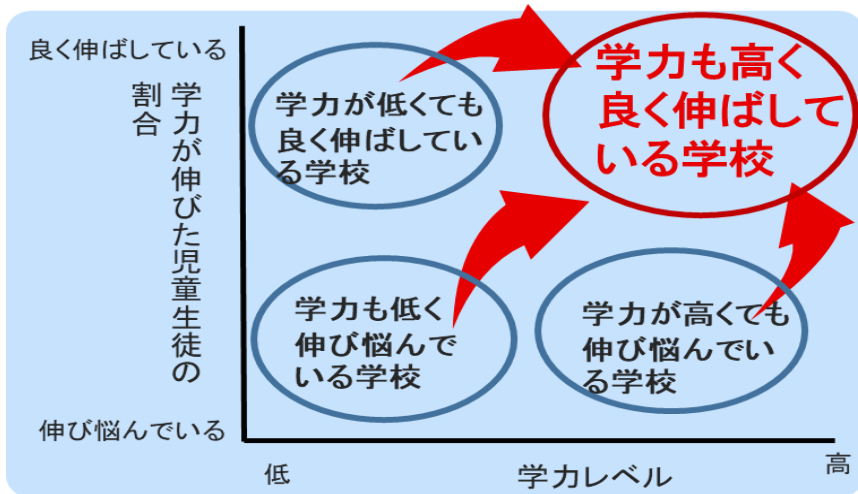 良く伸ばしている
学力が伸びた児童生徒の
割合
伸び悩んでいる
学力が低くても
良く伸ばしてい
る学校
学力も高く
良く伸ばして
いる学校
学力も低く
伸び悩んで
いる学校
学力が高くても
伸び悩んでい
る学校
低
学力レベル
高